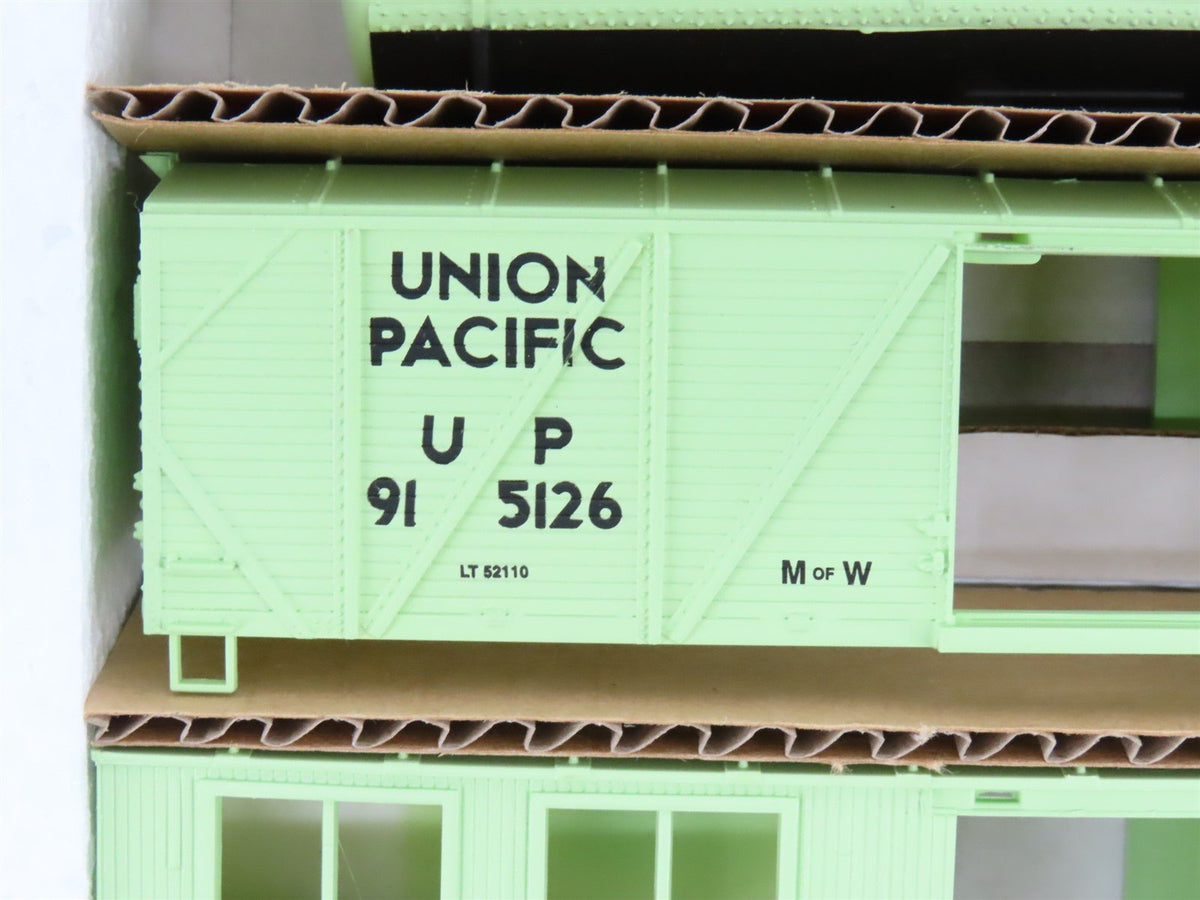 UNION
PACIFIC
U P
91 5126
LT 52110
M OF W